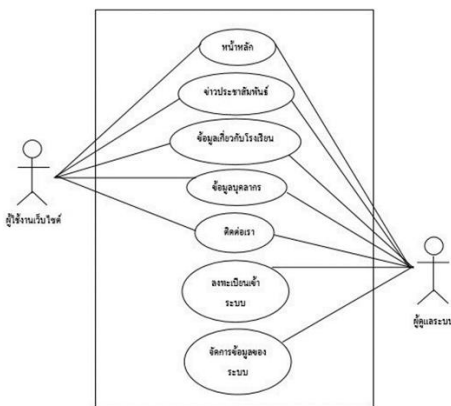 หน้าหลัก
ข่าวประชาสัมพันธ์
ข้อมูลเกี่ยวกับโรงเรียน
ข้อมูลบุคลากร
ติดต่อเรา
ผู้ใช้งานเว็บไซต์
ลงทะเบียนเข้า
ระบบ
ผู้ดูแลระบบ
จัดการข้อมูลของ
ระบบ